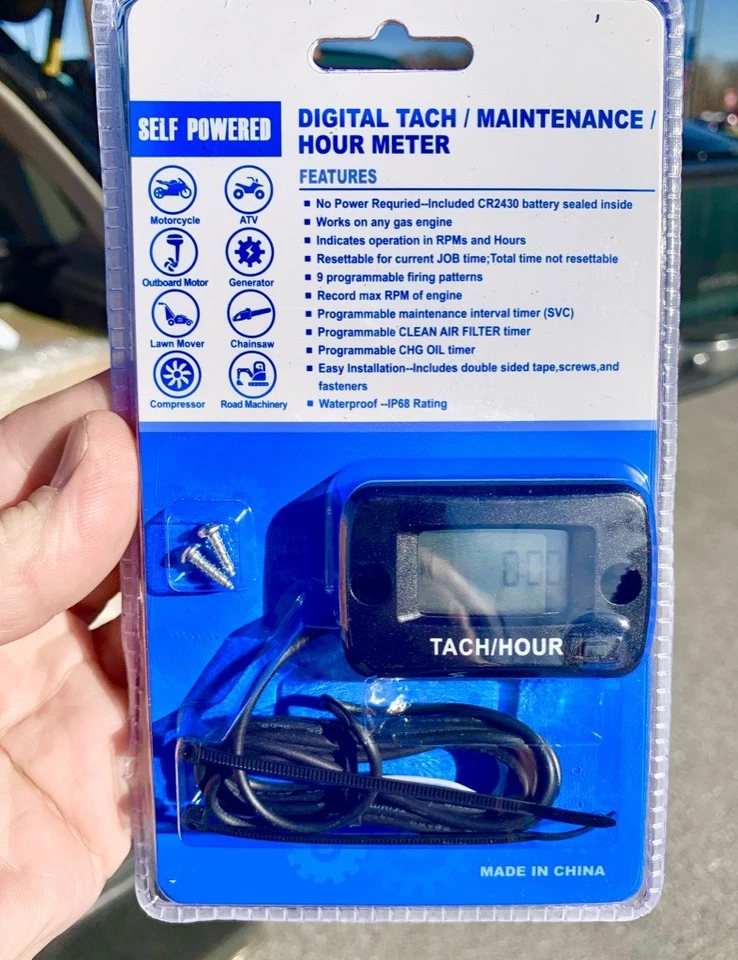 SELF POWERED
DIGITAL TACH / MAINTENANCE /
HOUR METER
FEATURES
Motorcycle
ATV
Outboard Motor
Generator
Lawn Mover
Chainsaw
Compressor
Road Machinery
No Power Requried--Included CR2430 battery sealed inside
Works on any gas engine
Indicates operation in RPMs and Hours
Resettable for current JOB time;Total time not resettable
9 programmable firing patterns
Record max RPM of engine
Programmable maintenance interval timer (SVC)
Programmable CLEAN AIR FILTER timer
Programmable CHG OIL timer
Easy Installation--Includes double sided tape,screws,and
fasteners
Waterproof --IP68 Rating
0:00
TACH/HOUR
MADE IN CHINA